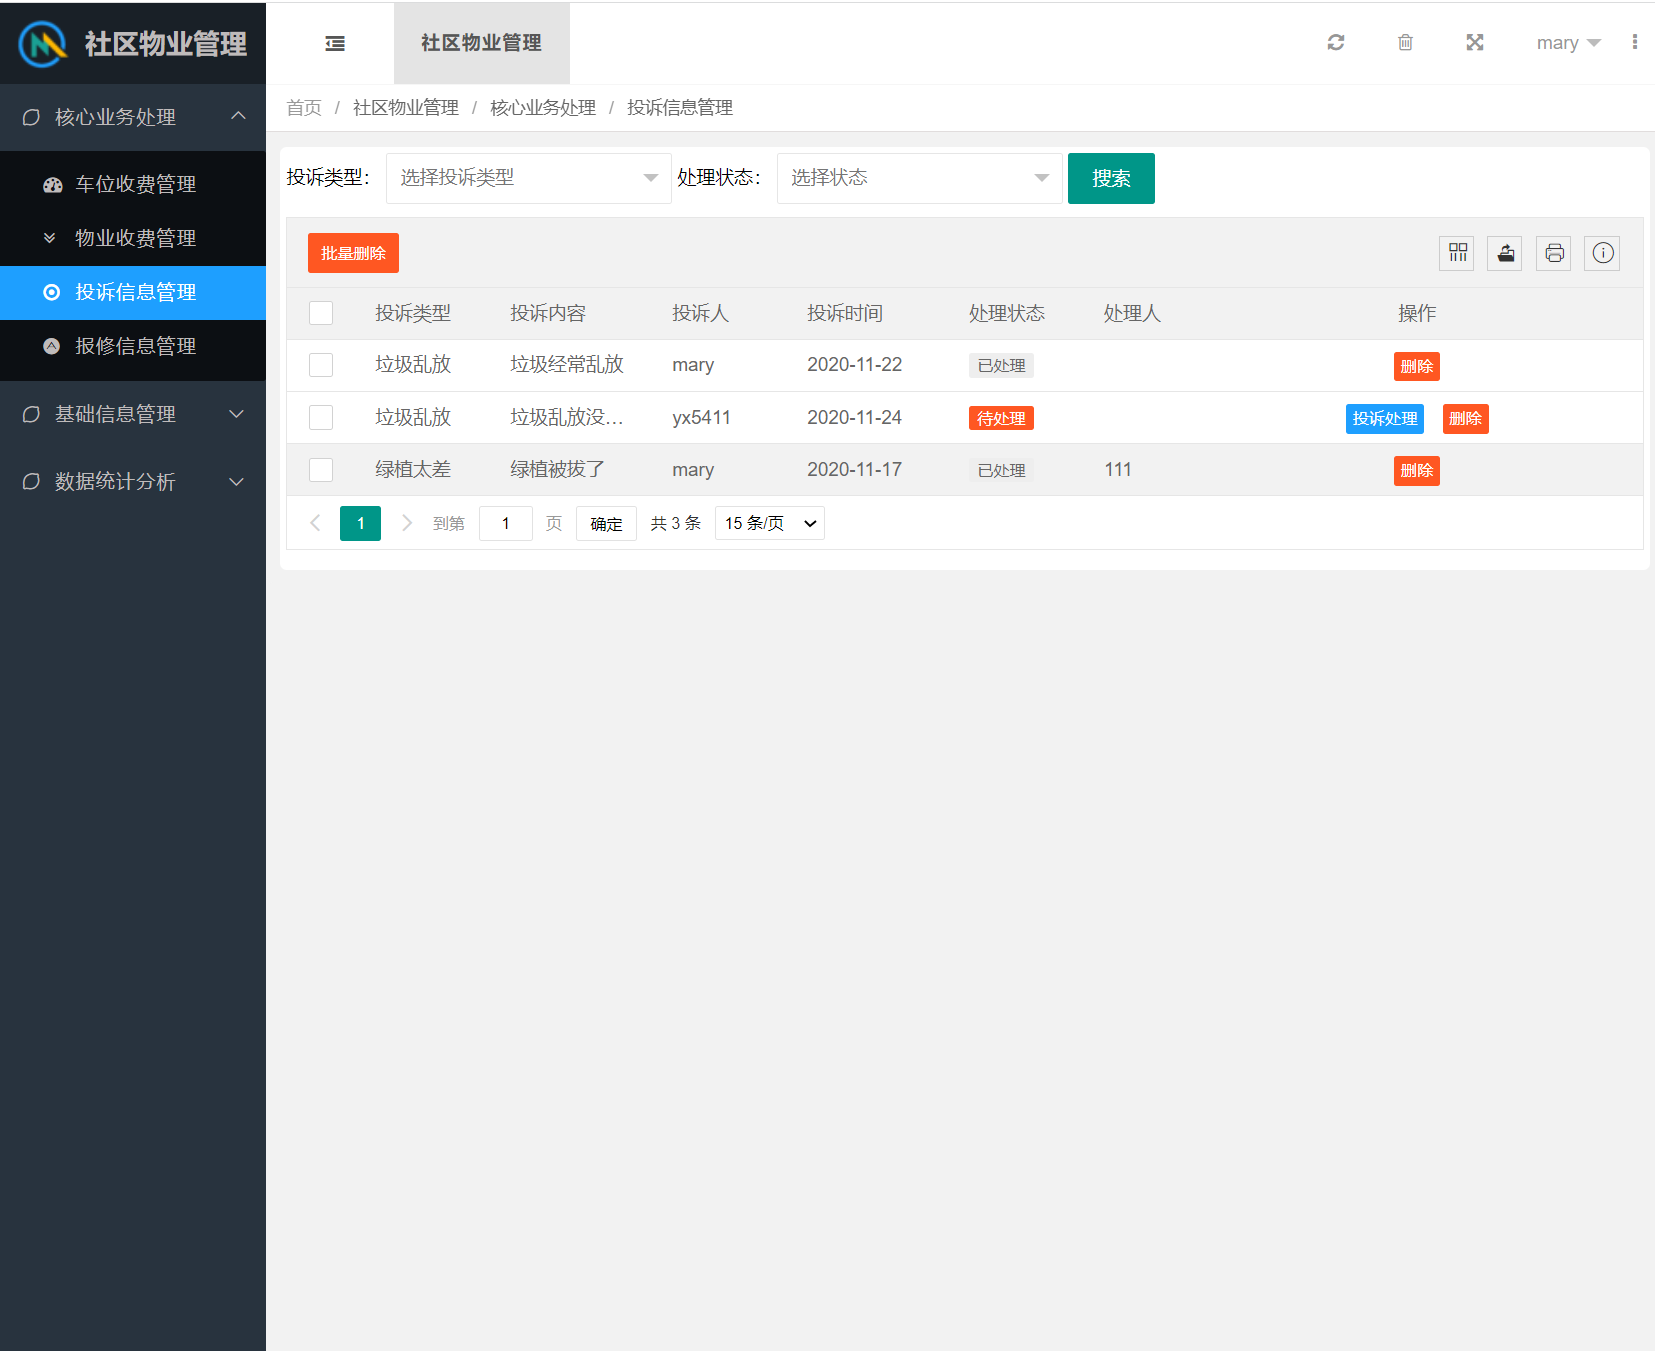 社区物业管理
社区物业管理
mary
首页 / 社区物业管理 / 核心业务处理 / 投诉信息管理
核心业务处理
车位收费管理
物业收费管理
投诉信息管理
报修信息管理
基础信息管理
数据统计分析
投诉类型： 选择投诉类型 处理状态： 选择状态 搜索
批量删除
投诉类型 投诉内容 投诉人 投诉时间 处理状态 处理人 操作
垃圾乱放 垃圾经常乱放 mary 2020-11-22 已处理 删除
垃圾乱放 垃圾乱放没… yx5411 2020-11-24 待处理 投诉处理 删除
绿植太差 绿植被拔了 mary 2020-11-17 已处理 111 删除
1 到第 1 页 确定 共 3 条 15 条/页